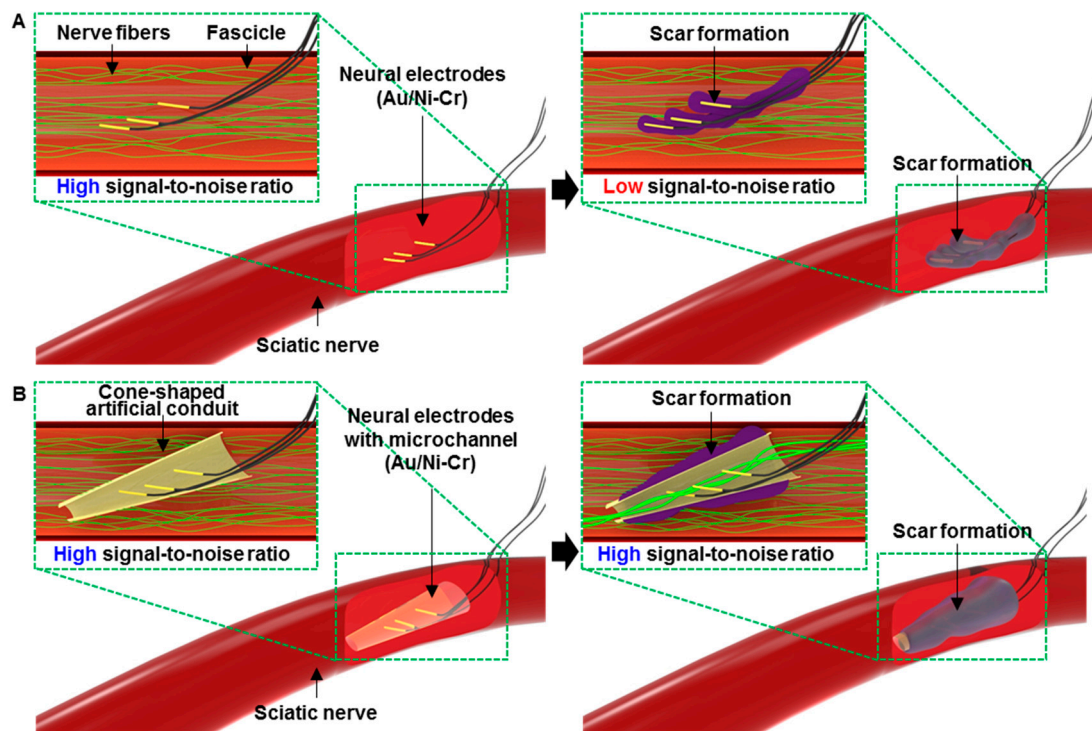 A
Nerve fibers
Fascicle
Neural electrodes
(Au/Ni-Cr)
High signal-to-noise ratio
Sciatic nerve
Scar formation
Low signal-to-noise ratio
Scar formation
B
Cone-shaped
artificial conduit
Neural electrodes
with microchannel
(Au/Ni-Cr)
High signal-to-noise ratio
Sciatic nerve
Scar formation
High signal-to-noise ratio
Scar formation